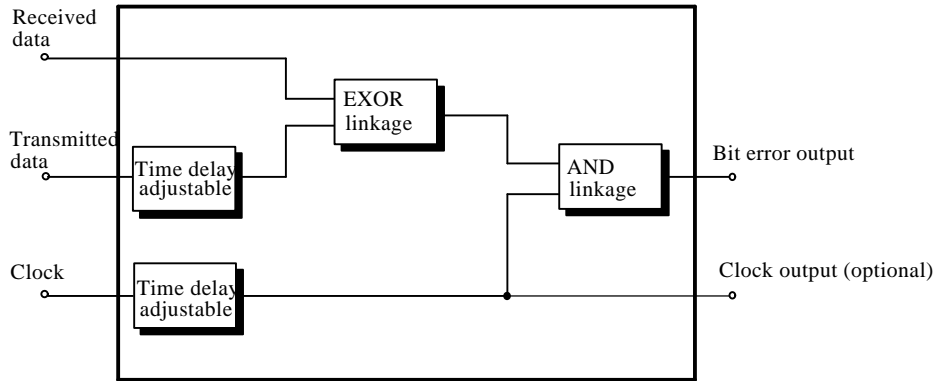 Received
data
EXOR
linkage
Transmitted
data
Time delay
adjustable
AND
linkage
Bit error output
Clock
Time delay
adjustable
Clock output (optional)